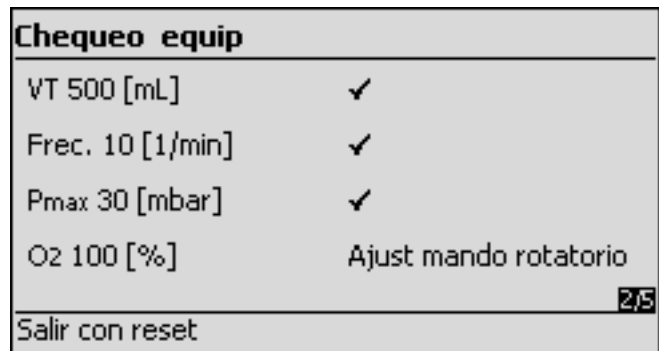 Chequeo equip
VT 500 [mL] ✓
Frec. 10 [1/min] ✓
Pmax 30 [mbar] ✓
O2 100 [%] Ajust mando rotatorio
2/5
Salir con reset